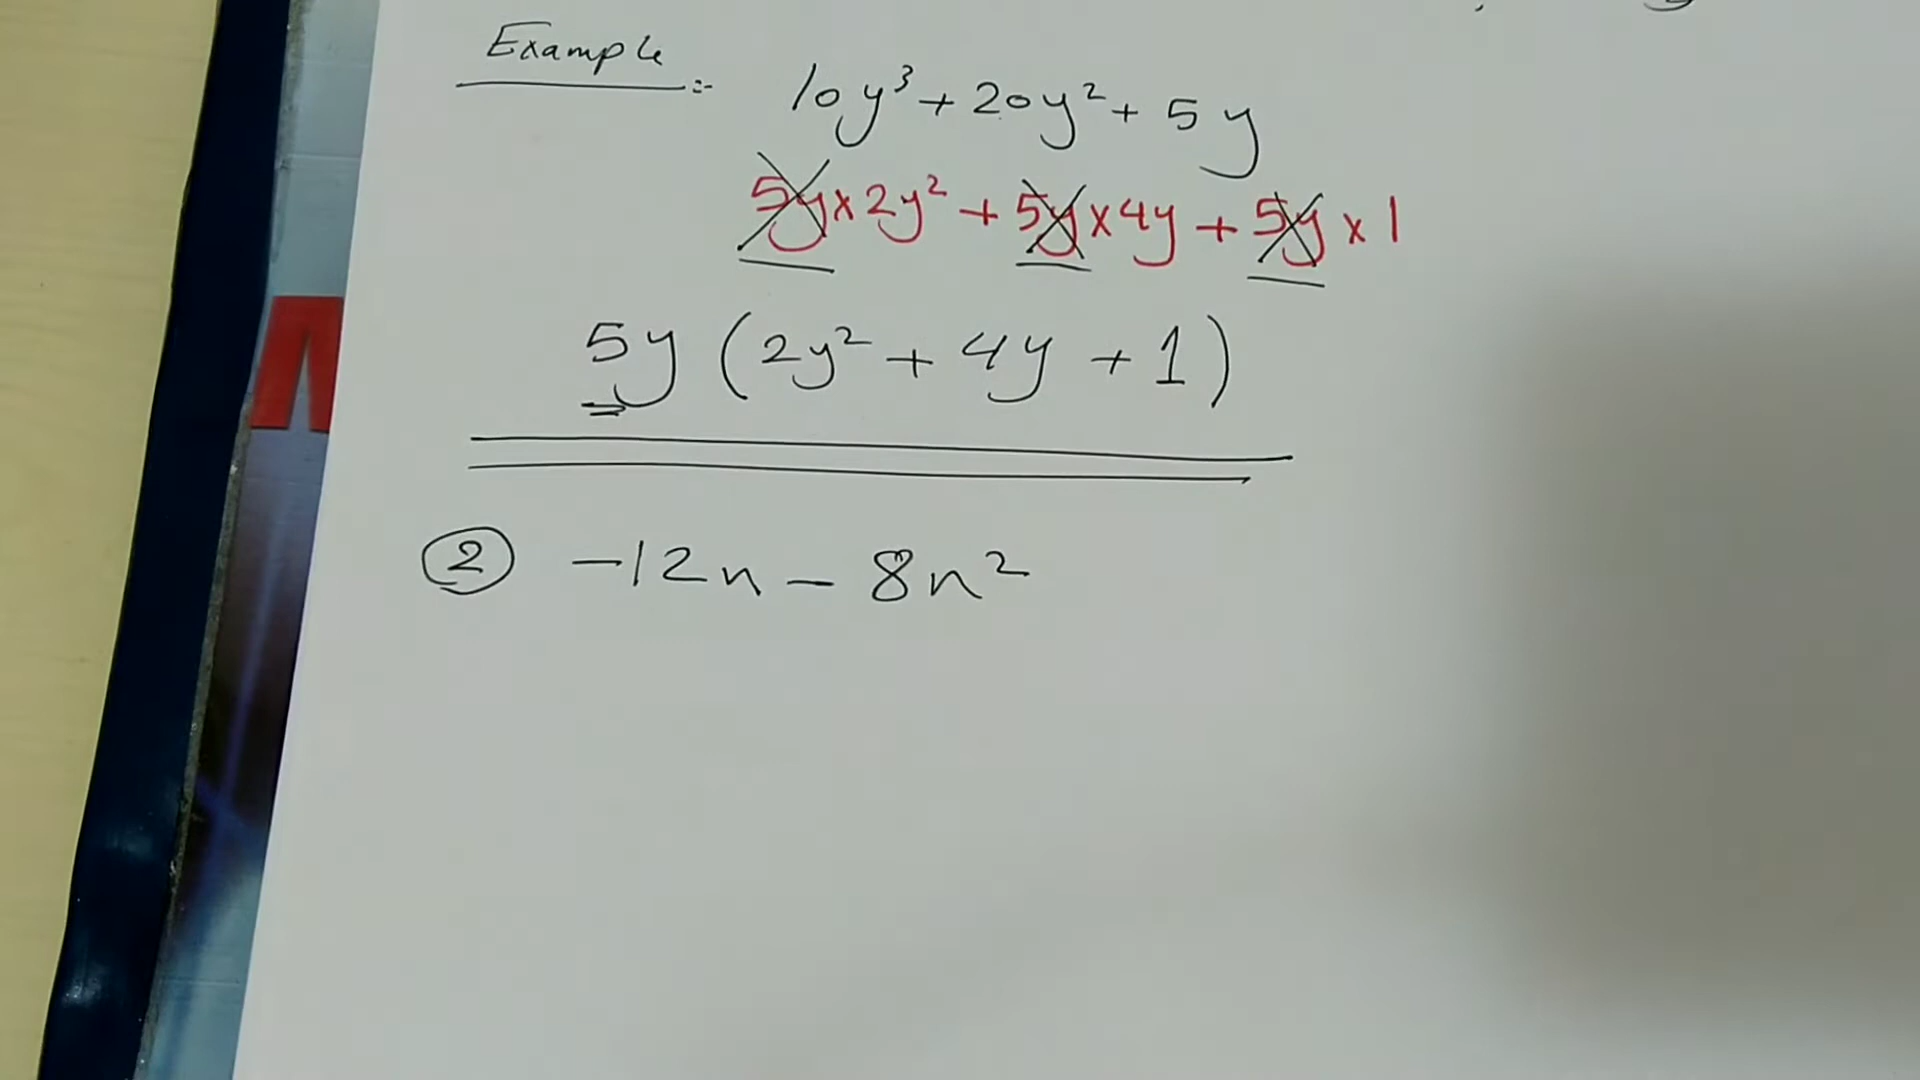 Example :-
10y³ + 20y² + 5y
5y x 2y² + 5y x 4y + 5y x 1
5y (2y² + 4y + 1)
② -12n - 8n²